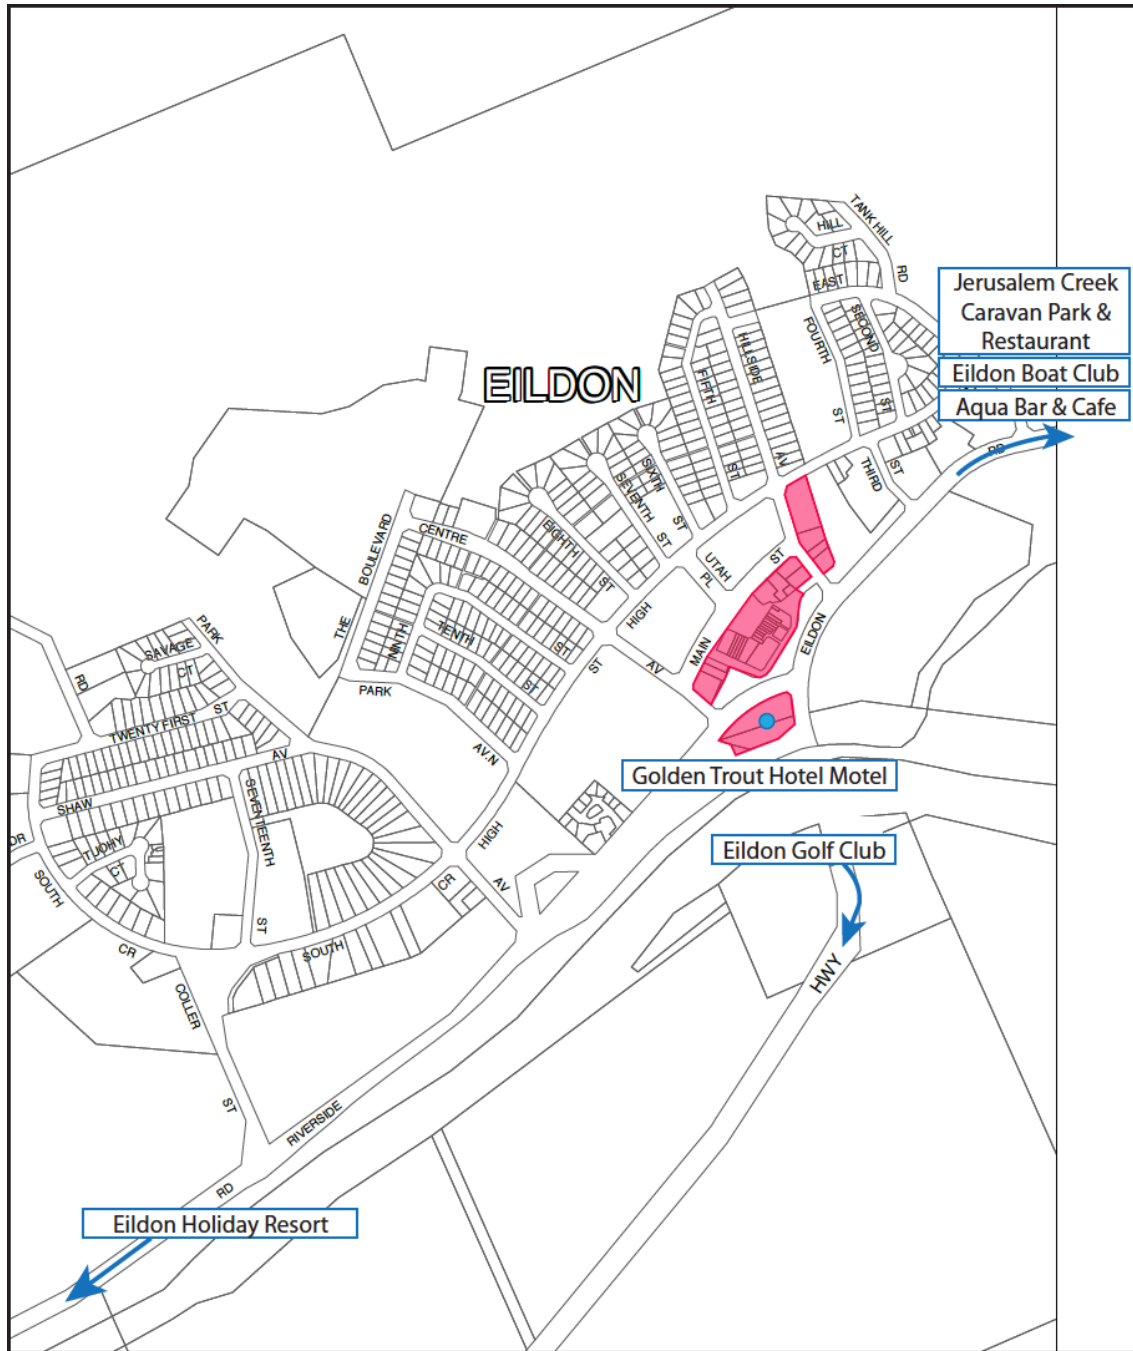 TANK HILL
HILL
CT
RD
EAST
Jerusalem Creek
Caravan Park &
Restaurant
Eildon Boat Club
Aqua Bar & Cafe
RD
FOURTH
ST
SECOND
ST
THIRD
ST
HILLSIDE
AV
FIFTH
ST
EILDON
SIXTH
ST
SEVENTH
ST
EIGHTH
ST
CENTRE
ST
THE
BOULEVARD
NINTH
TENTH
ST
PARK
AV.N
UTAH
PL
HIGH
ST
AV
MAIN
ST
EILDON
Golden Trout Hotel Motel
Eildon Golf Club
HWY
PARK
SAVAGE
CT
RD
TWENTY FIRST
ST
AV
SHAW
SEVENTEENTH
ST
TUOHY
CT
DR
SOUTH
CR
SOUTH
CR
HIGH
AV
COLLER
ST
RIVERSIDE
RD
Eildon Holiday Resort